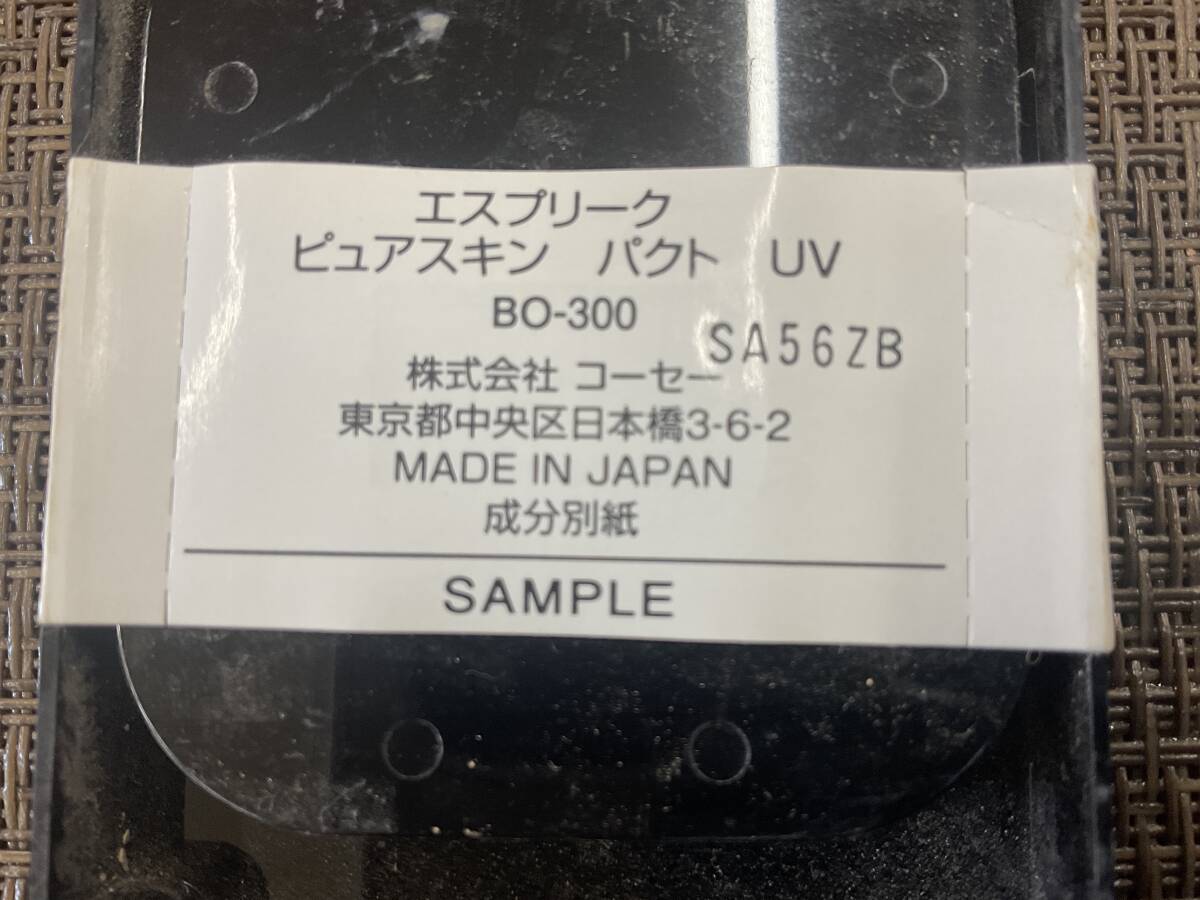 エスプリーク
ピュアスキン　パクト　UV
BO-300
SA56ZB
株式会社 コーセー
東京都中央区日本橋3-6-2
MADE IN JAPAN
成分別紙
SAMPLE